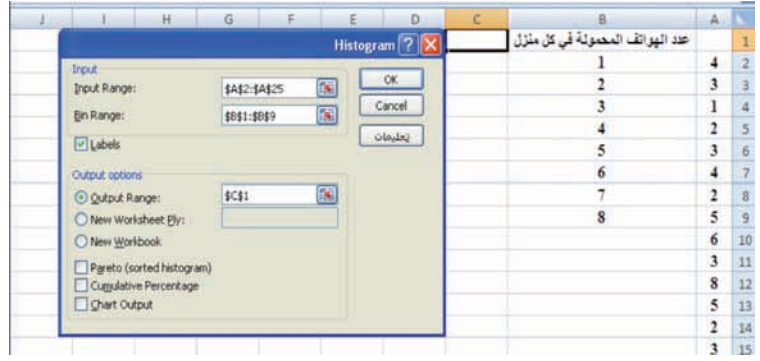 J I H G F E D C B A
1 عدد الهواتف المحمولة في كل منزل
2 4 1
3 3 2
4 1 3
5 2 4
6 3 5
7 4 6
8 2 7
9 5 8
10 6
11 3
12 8
13 5
14 2
15 3
Histogram ?
Input
Input Range: $A$2:$A$25
Bin Range: $B$1:$B$9
Labels
OK
Cancel
تعليمات
Output options
Output Range: $C$1
New Worksheet Ply:
New Workbook
Pareto (sorted histogram)
Cumulative Percentage
Chart Output